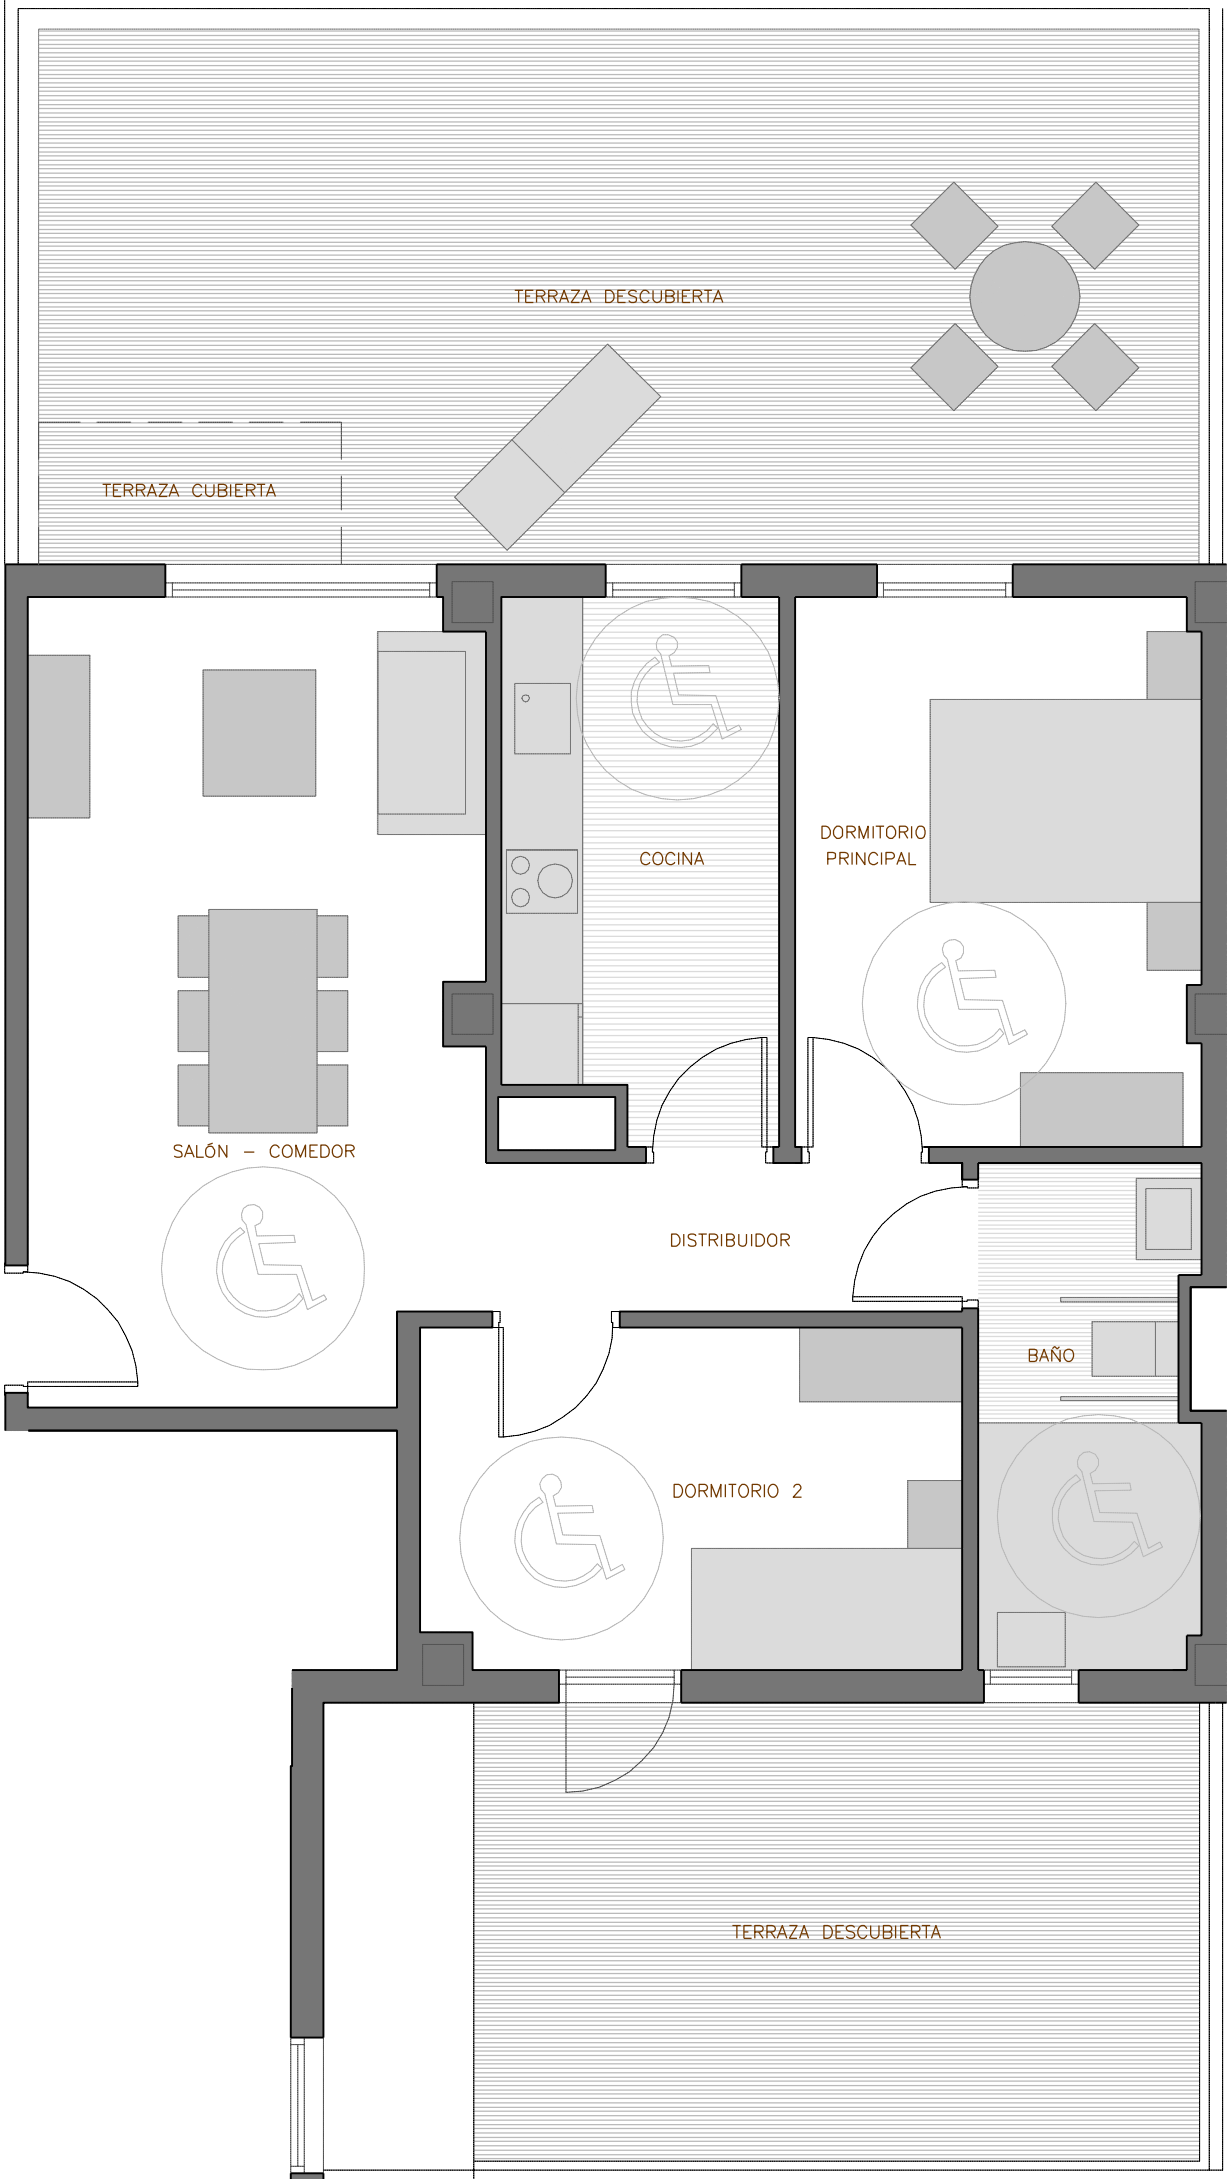 TERRAZA DESCUBIERTA
TERRAZA CUBIERTA
DORMITORIO
PRINCIPAL
COCINA
SALÓN - COMEDOR
DISTRIBUIDOR
BAÑO
DORMITORIO 2
TERRAZA DESCUBIERTA